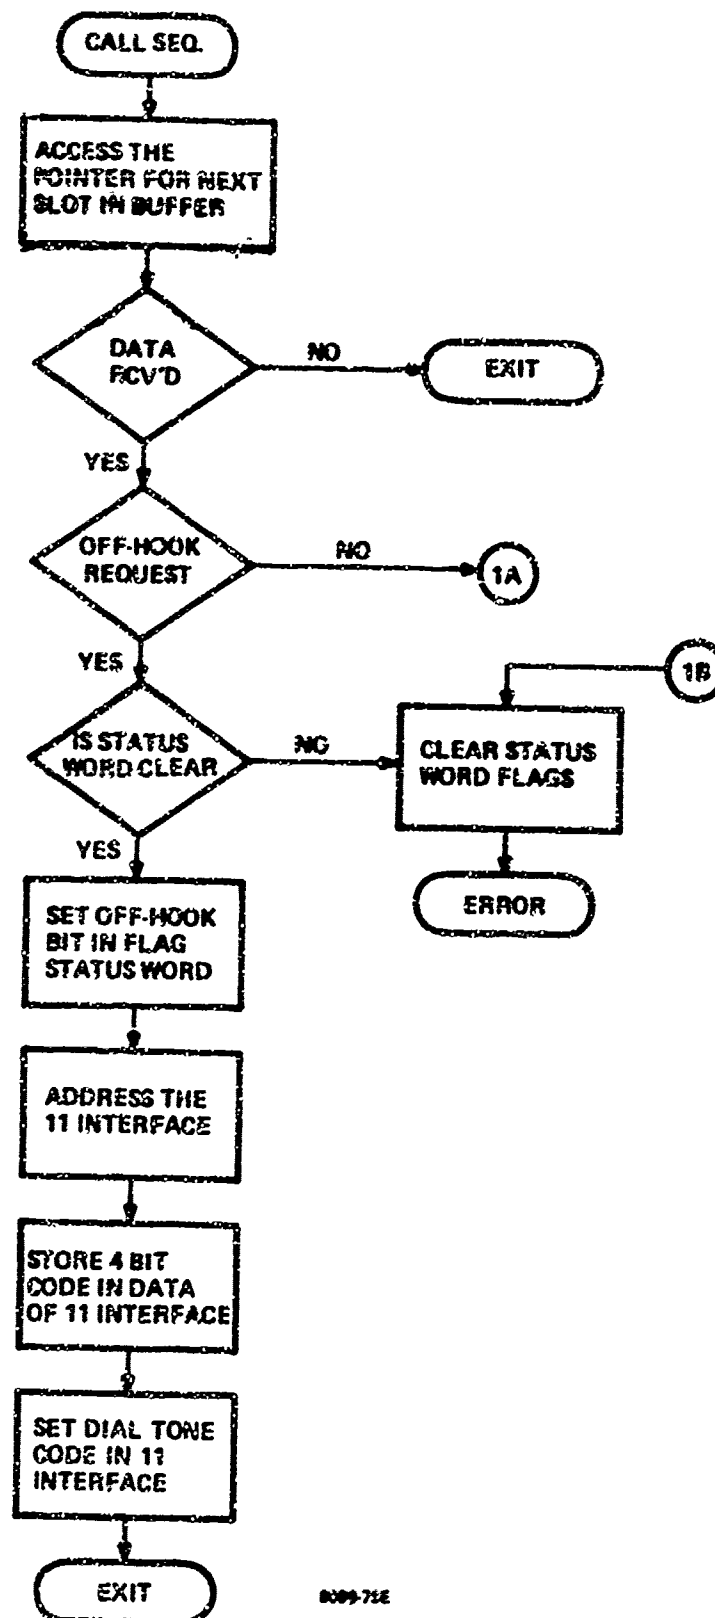 CALL SEQ.
ACCESS THE
POINTER FOR NEXT
SLOT IN BUFFER
DATA
RCV'D
NO
EXIT
YES
OFF-HOOK
REQUEST
NO
1A
YES
1B
IS STATUS
WORD CLEAR
NO
CLEAR STATUS
WORD FLAGS
YES
ERROR
SET OFF-HOOK
BIT IN FLAG
STATUS WORD
ADDRESS THE
11 INTERFACE
STORE 4 BIT
CODE IN DATA
OF 11 INTERFACE
SET DIAL TONE
CODE IN 11
INTERFACE
EXIT